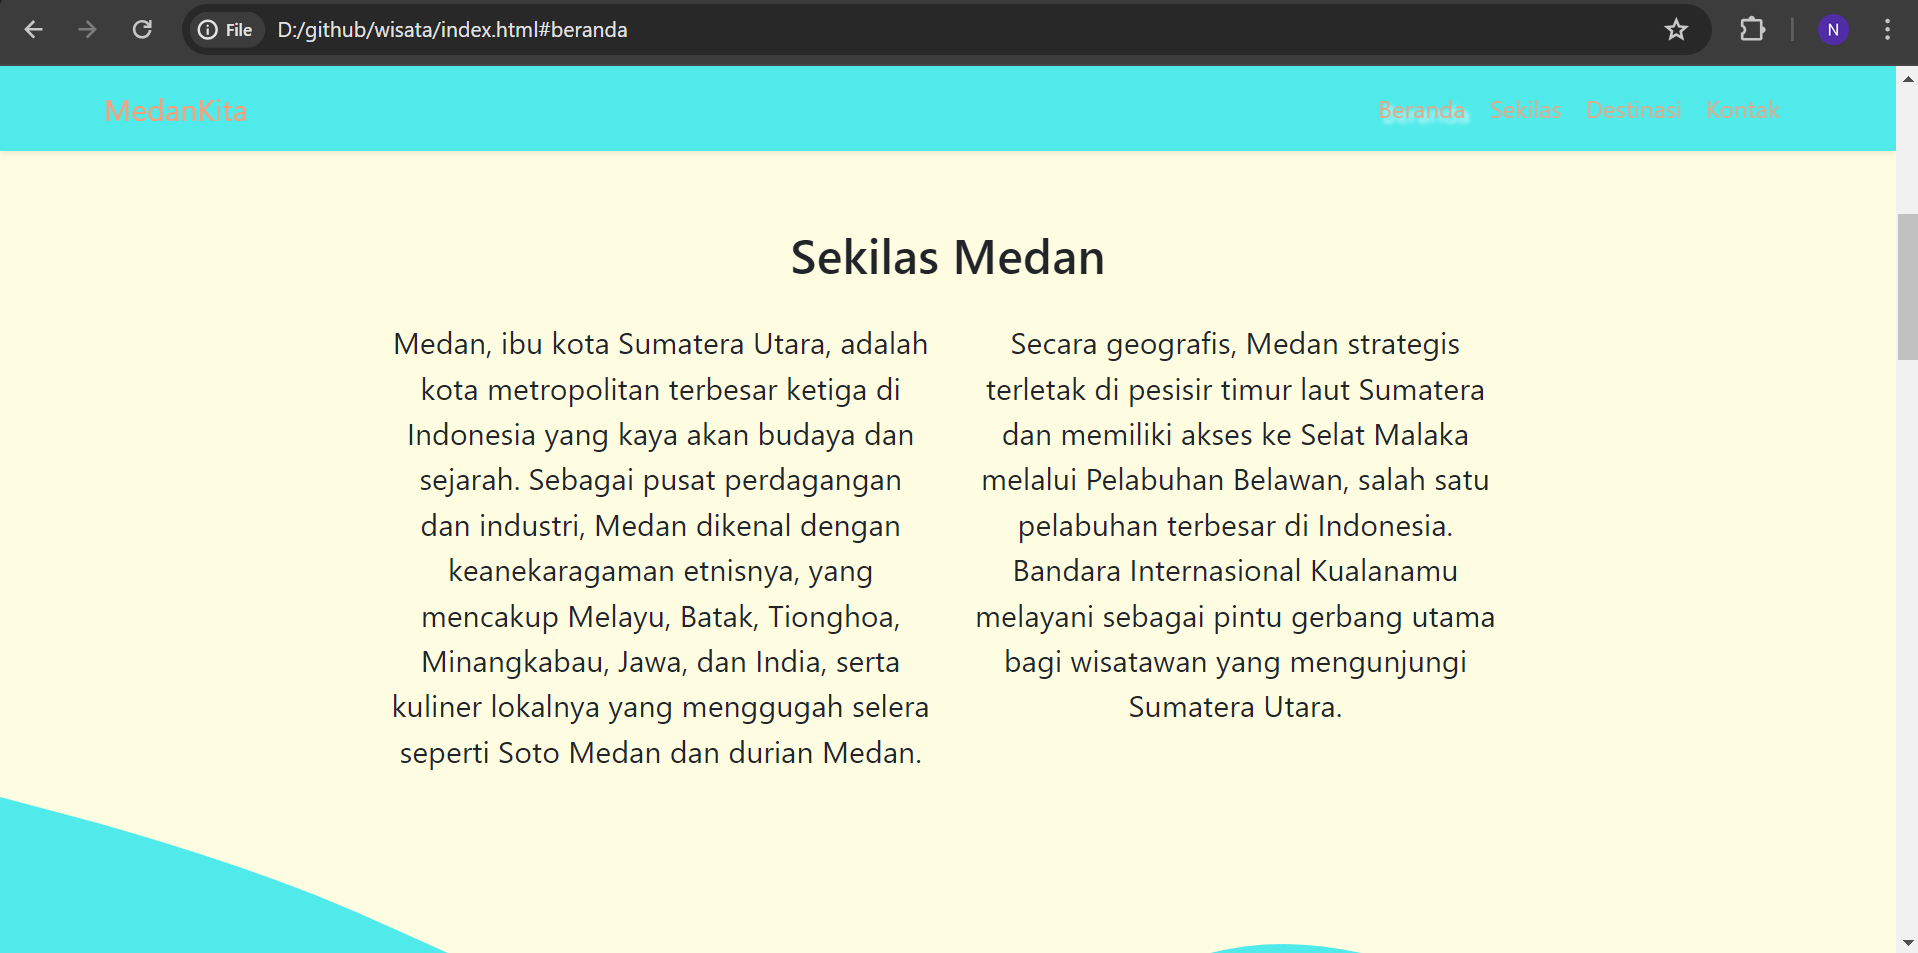 File D:/github/wisata/index.html#beranda N
MedanKita Beranda Sekilas Destinasi Kontak
Sekilas Medan
Medan, ibu kota Sumatera Utara, adalah
kota metropolitan terbesar ketiga di
Indonesia yang kaya akan budaya dan
sejarah. Sebagai pusat perdagangan
dan industri, Medan dikenal dengan
keanekaragaman etnisnya, yang
mencakup Melayu, Batak, Tionghoa,
Minangkabau, Jawa, dan India, serta
kuliner lokalnya yang menggugah selera
seperti Soto Medan dan durian Medan.
Secara geografis, Medan strategis
terletak di pesisir timur laut Sumatera
dan memiliki akses ke Selat Malaka
melalui Pelabuhan Belawan, salah satu
pelabuhan terbesar di Indonesia.
Bandara Internasional Kualanamu
melayani sebagai pintu gerbang utama
bagi wisatawan yang mengunjungi
Sumatera Utara.